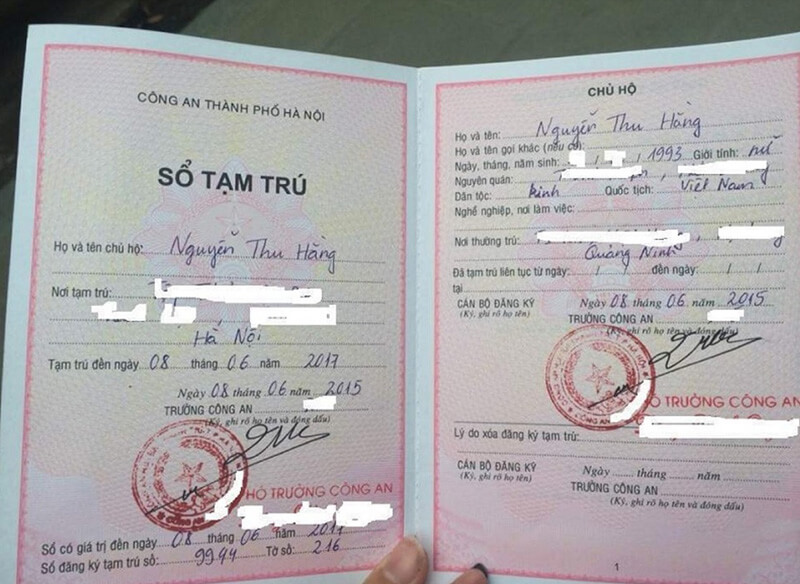 CÔNG AN THÀNH PHỐ HÀ NỘI
SỔ TẠM TRÚ
Họ và tên chủ hộ: Nguyễn Thu Hằng
Nơi tạm trú:
Hà Nội
Tạm trú đến ngày 08 tháng 06 năm 2017
Ngày 08 tháng 06 năm 2015
TRƯỞNG CÔNG AN
(Ký, ghi rõ họ tên và đóng dấu)
HÓ TRƯỞNG CÔNG AN
Sổ có giá trị đến ngày 08 tháng 06 năm 2017
Sổ đăng ký tạm trú số: 9944 Tờ số: 216
CHỦ HỘ
Họ và tên: Nguyễn Thu Hằng
Họ và tên gọi khác (nếu có):
Ngày, tháng, năm sinh: / / 1993 Giới tính: nữ
Nguyên quán:
Dân tộc: Kinh Quốc tịch: Việt Nam
Nghề nghiệp, nơi làm việc:
Nơi thường trú:
Quảng Ninh
Đã tạm trú liên tục từ ngày: / / đến ngày: / /
tại
CÁN BỘ ĐĂNG KÝ Ngày 08 tháng 06 năm 2015
(Ký, ghi rõ họ tên) TRƯỞNG CÔNG AN
(Ký, ghi rõ họ tên và đóng dấu)
HÓ TRƯỞNG CÔNG AN
Lý do xóa đăng ký tạm trú:
CÁN BỘ ĐĂNG KÝ Ngày tháng năm
(Ký, ghi rõ họ tên) TRƯỞNG CÔNG AN
(Ký, ghi rõ họ tên và đóng dấu)
1